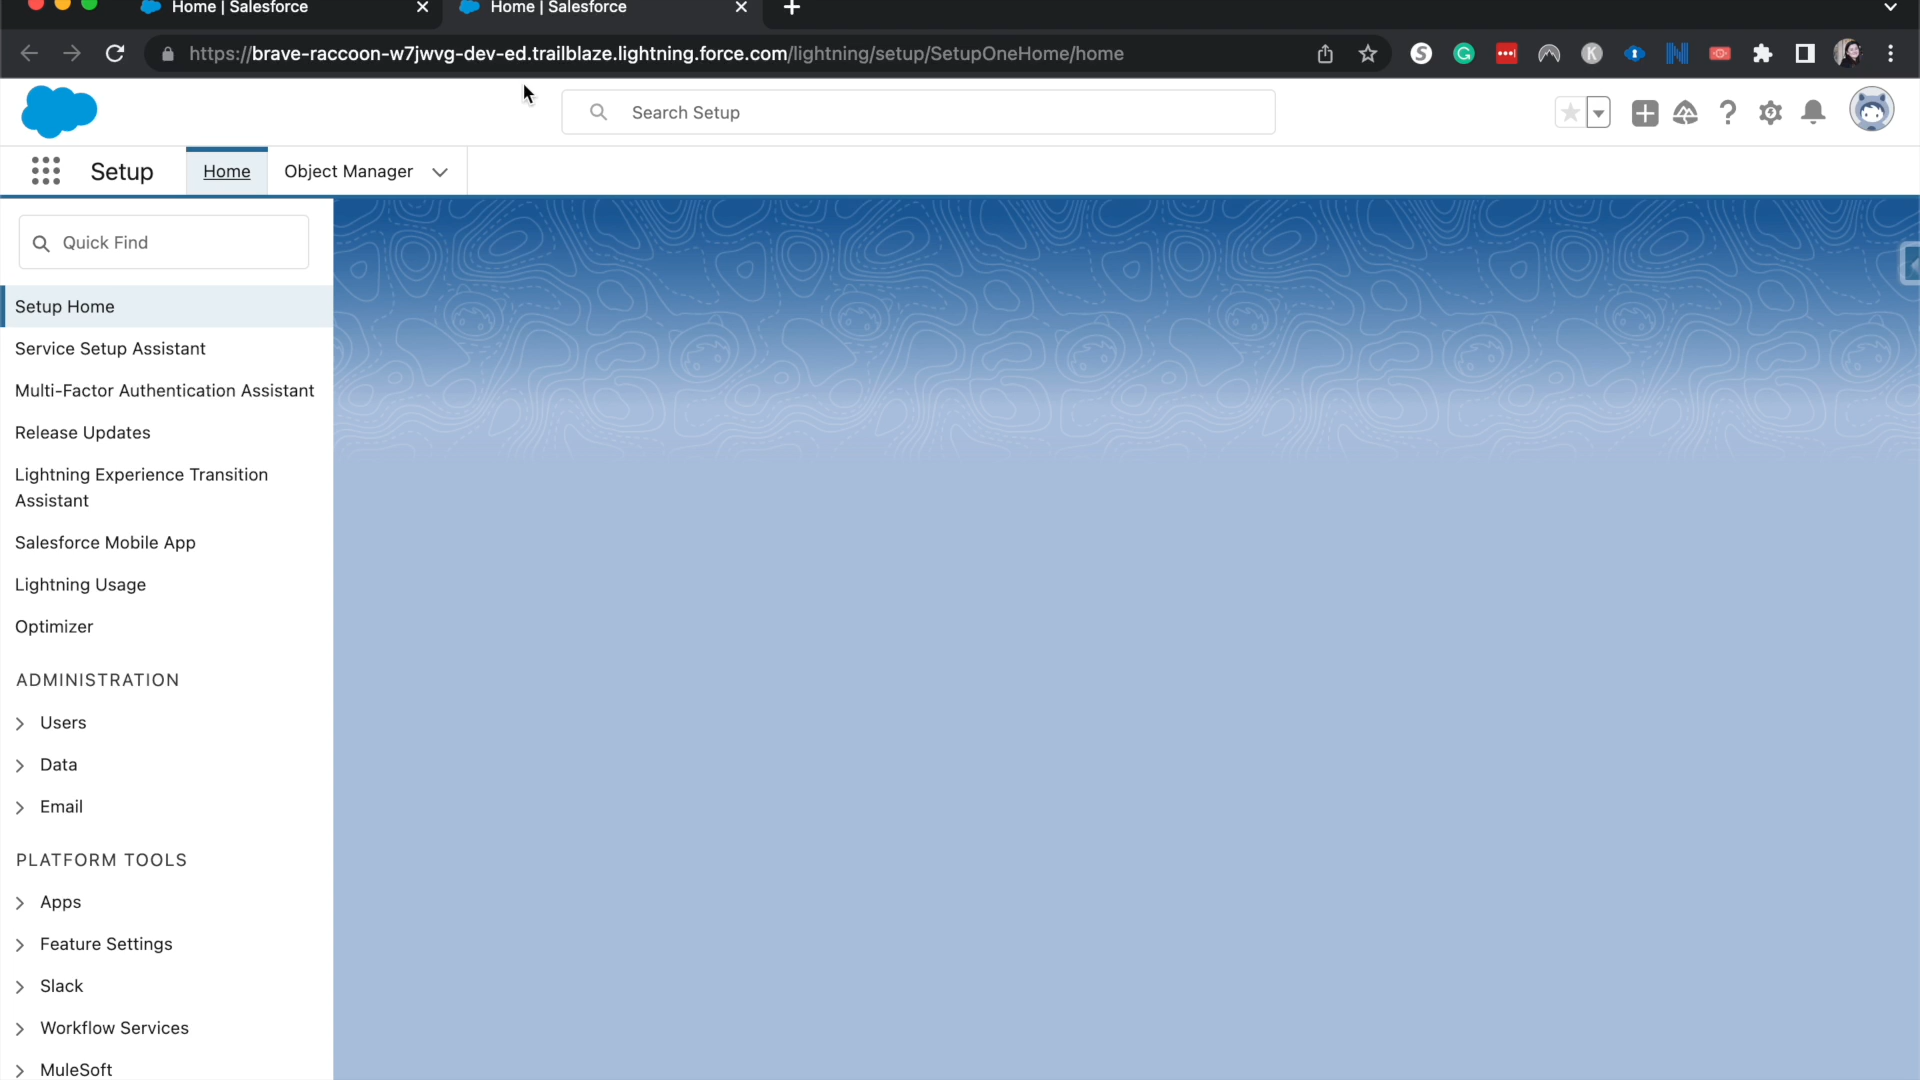 Home | Salesforce
Home | Salesforce
https://brave-raccoon-w7jwvg-dev-ed.trailblaze.lightning.force.com/lightning/setup/SetupOneHome/home
Search Setup
Setup
Home
Object Manager
Quick Find
Setup Home
Service Setup Assistant
Multi-Factor Authentication Assistant
Release Updates
Lightning Experience Transition
Assistant
Salesforce Mobile App
Lightning Usage
Optimizer
ADMINISTRATION
Users
Data
Email
PLATFORM TOOLS
Apps
Feature Settings
Slack
Workflow Services
MuleSoft